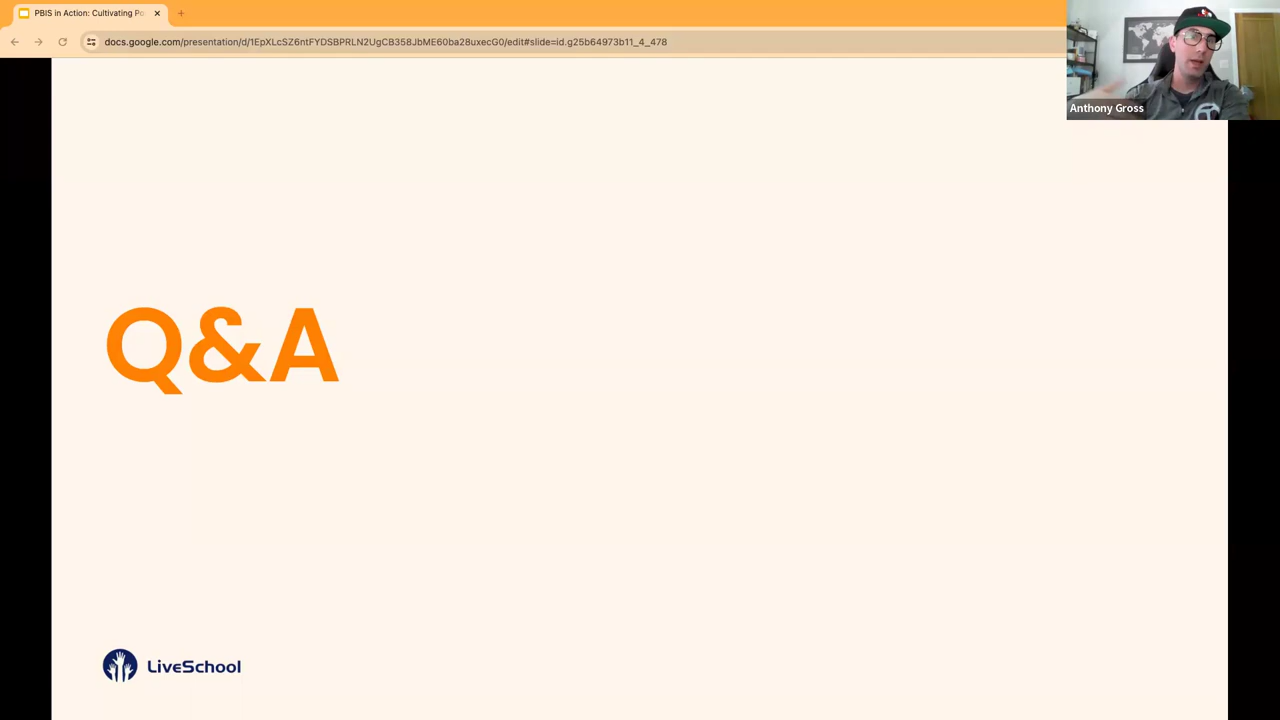 PBIS in Action: Cultivating Po
docs.google.com/presentation/d/1EpXLcSZ6ntFYDSBPRLN2UgCB358JbME60ba28uxecG0/edit#slide=id.g25b64973b11_4_478
Anthony Gross
Q&A
LiveSchool